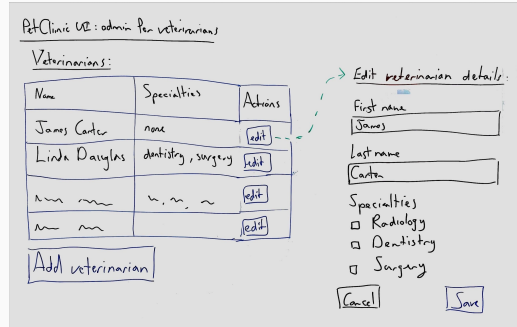 PetClinic UI: admin for veterinarians
Veterinarians:
Name Specialties Actions
James Carter none edit
Linda Douglas dentistry, surgery edit
edit
edit
Add veterinarian
Edit veterinarian details:
First name
James
Last name
Carter
Specialties
Radiology
Dentistry
Surgery
Cancel Save